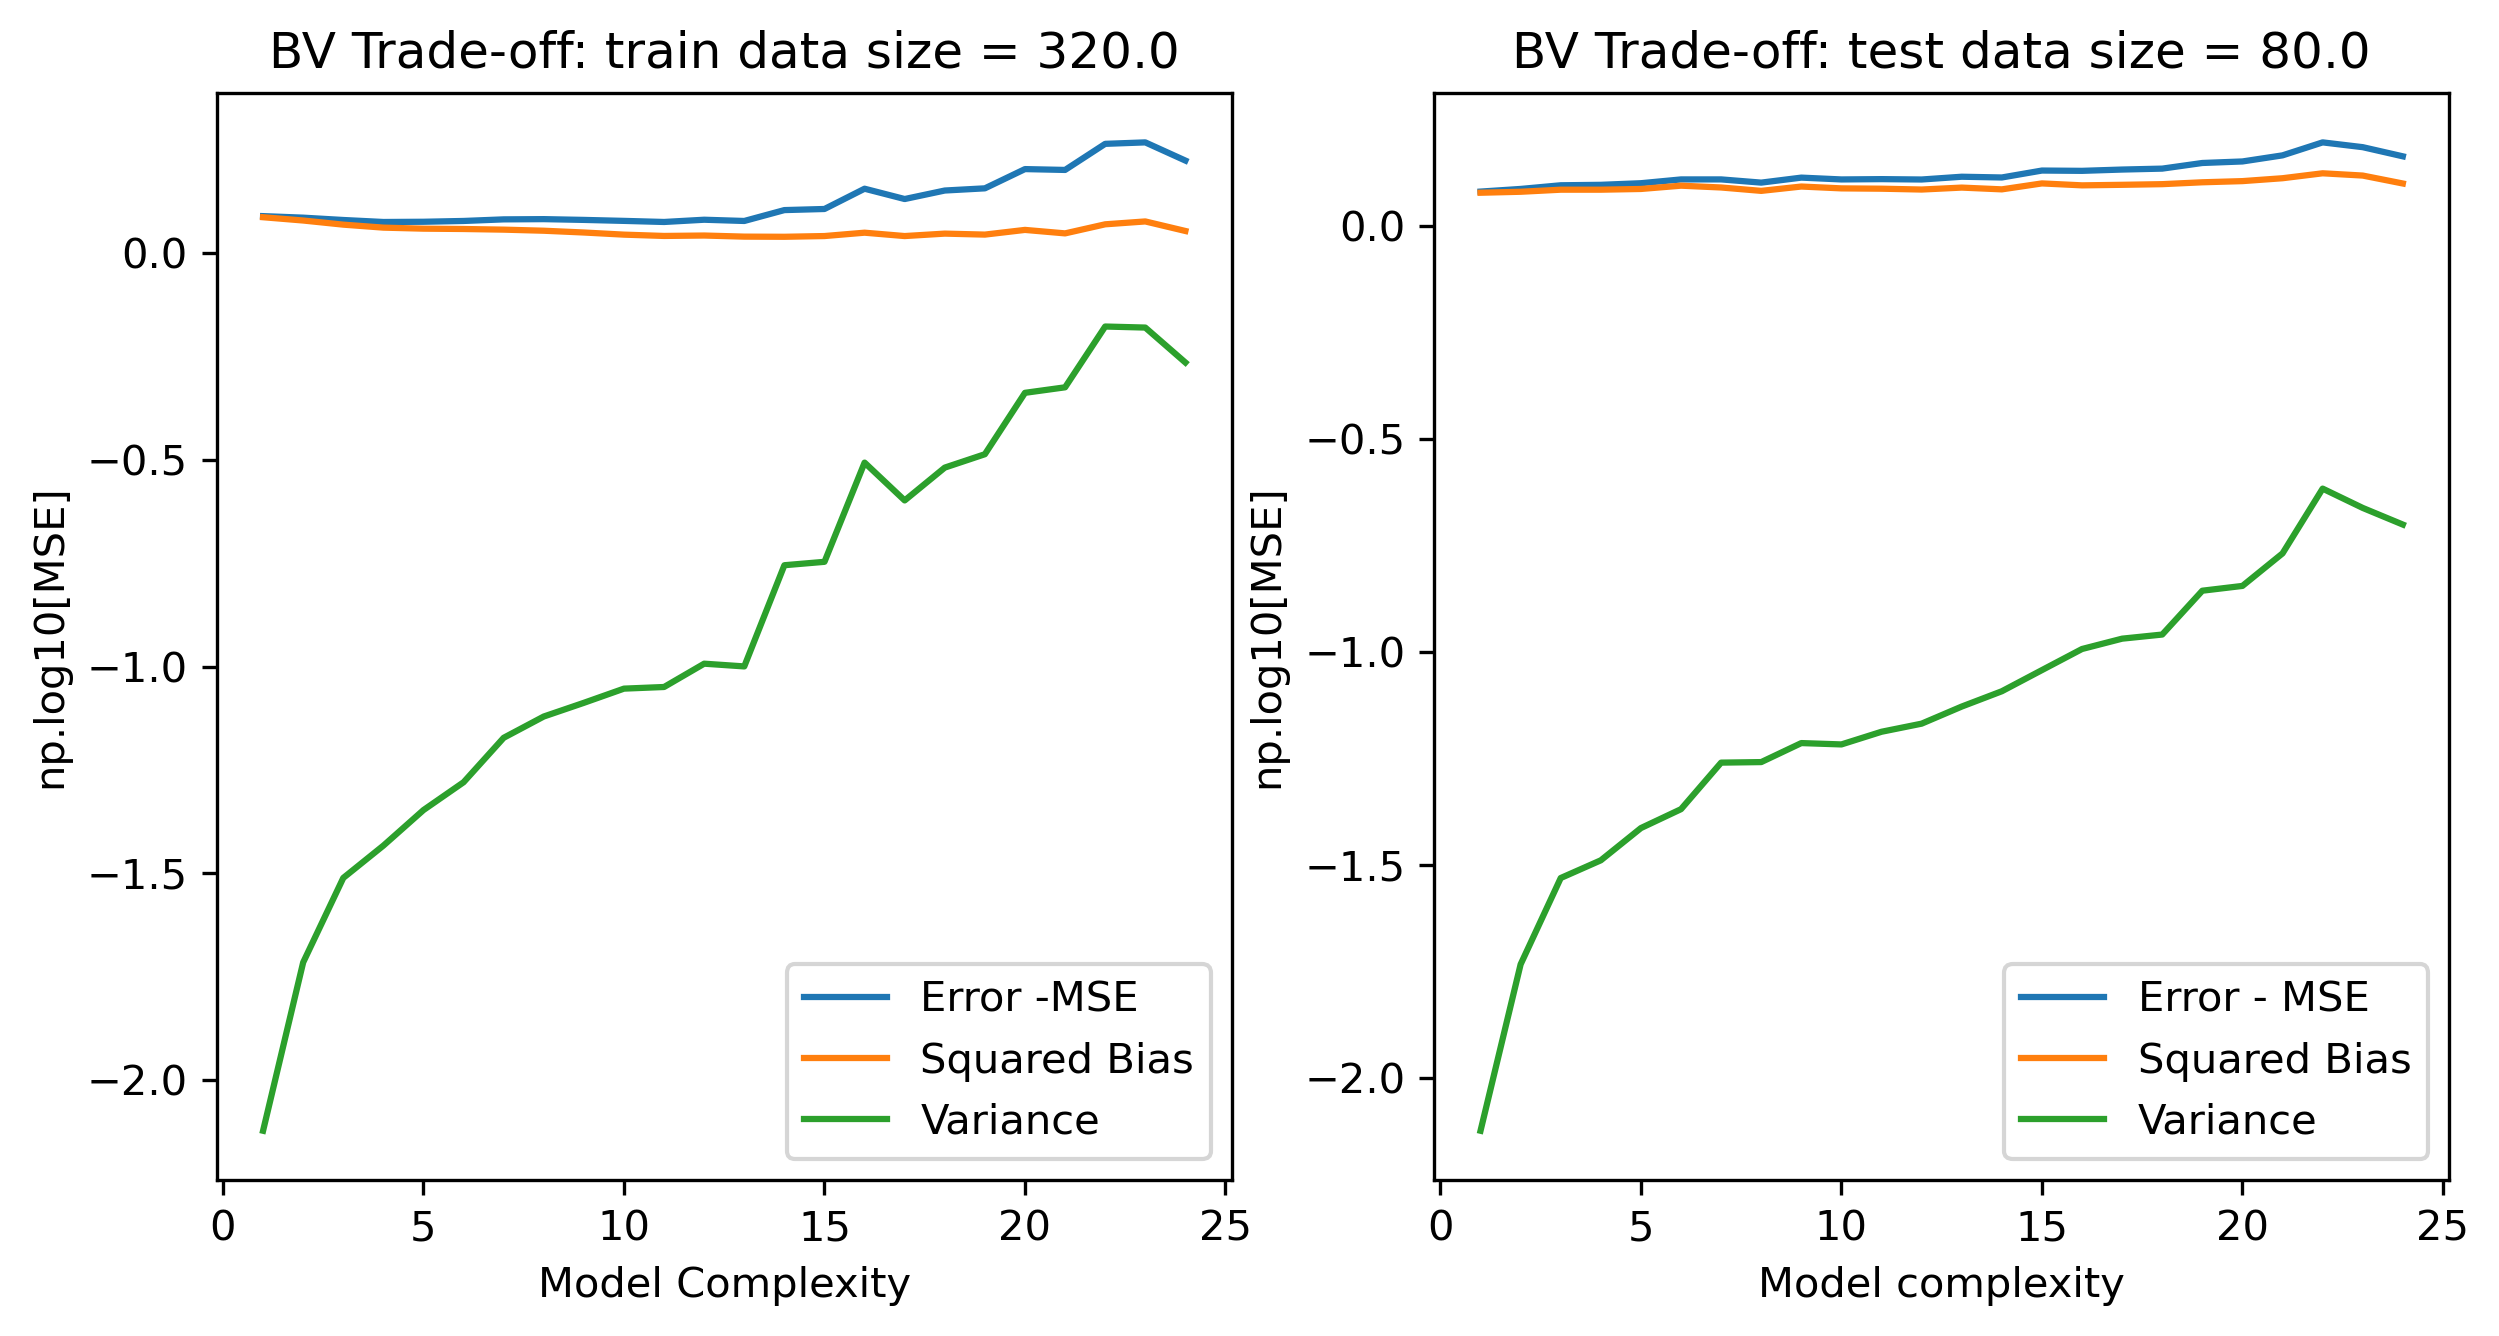 BV Trade-off: train data size = 320.0
np.log10[MSE]
0.0
−0.5
−1.0
−1.5
−2.0
Error -MSE
Squared Bias
Variance
0 5 10 15 20 25
Model Complexity
BV Trade-off: test data size = 80.0
np.log10[MSE]
0.0
−0.5
−1.0
−1.5
−2.0
Error - MSE
Squared Bias
Variance
0 5 10 15 20 25
Model complexity